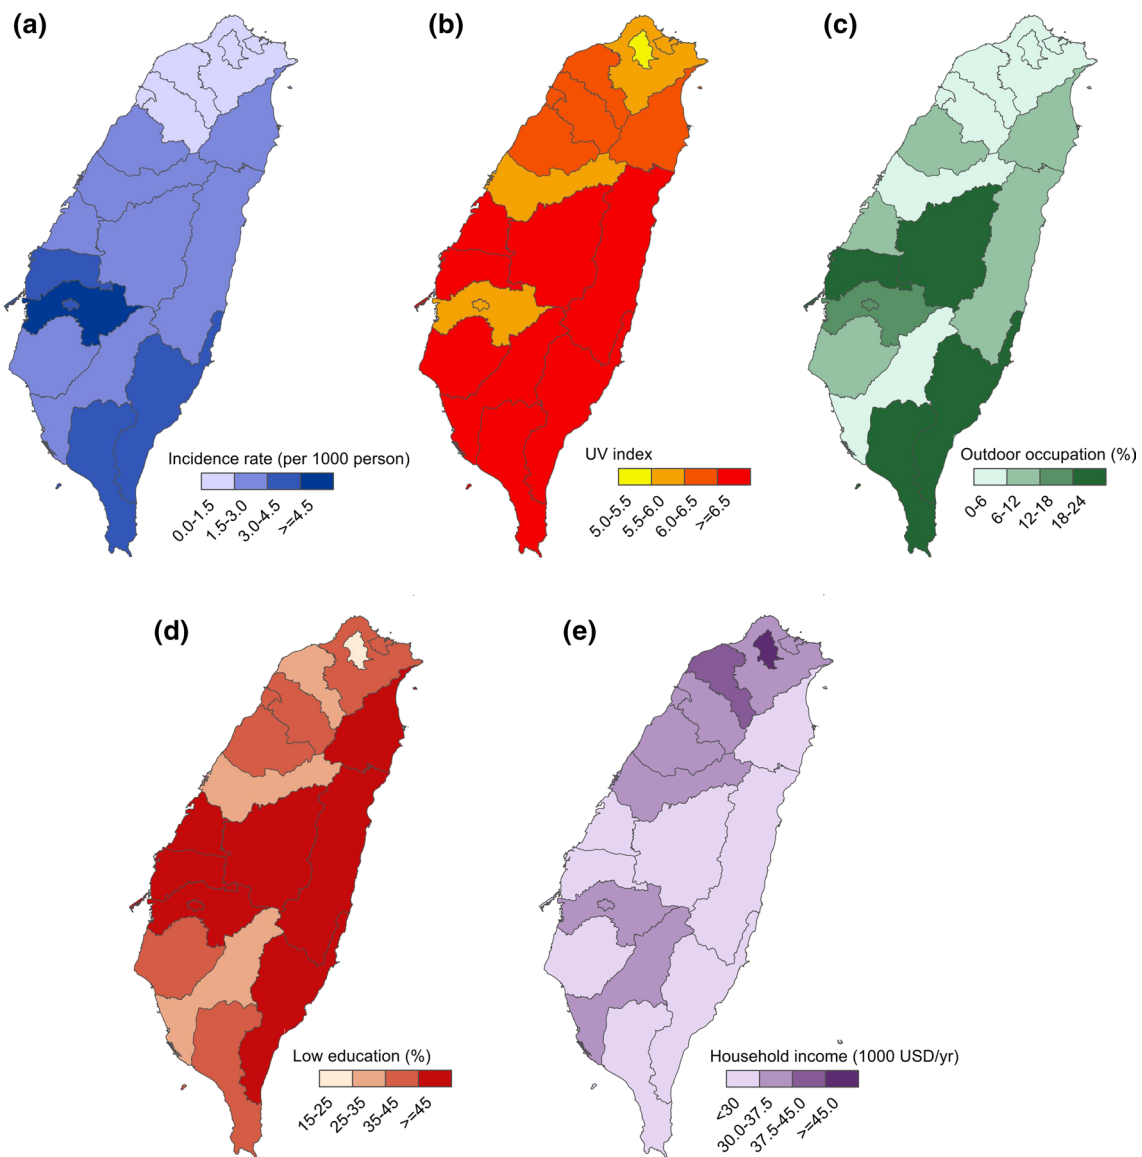 (a)
(b)
(c)
Incidence rate (per 1000 person)
0.0-1.5
1.5-3.0
3.0-4.5
>=4.5
UV index
5.0-5.5
5.5-6.0
6.0-6.5
>=6.5
Outdoor occupation (%)
0-6
6-12
12-18
18-24
(d)
(e)
Low education (%)
15-25
25-35
35-45
>=45
Household income (1000 USD/yr)
<30
30.0-37.5
37.5-45.0
>=45.0